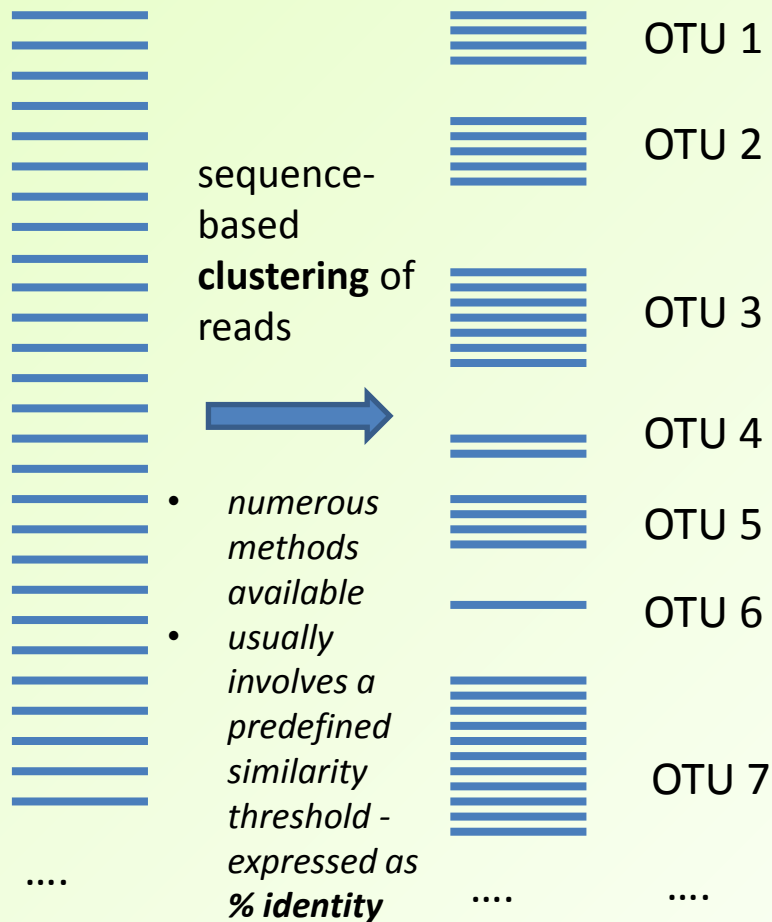 sequence-
based
clustering of
reads
• numerous
methods
available
• usually
involves a
predefined
similarity
threshold -
expressed as
% identity
....
OTU 1
OTU 2
OTU 3
OTU 4
OTU 5
OTU 6
OTU 7
....
....